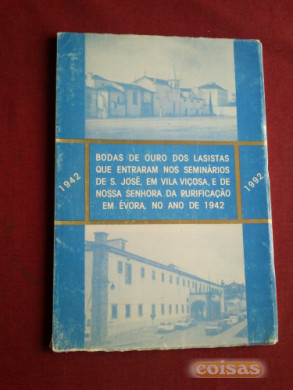 BODAS DE OURO DOS LASISTAS
QUE ENTRARAM NOS SEMINÁRIOS
DE S. JOSÉ, EM VILA VIÇOSA, E DE
NOSSA SENHORA DA PURIFICAÇÃO
EM ÉVORA, NO ANO DE 1942
1942
1992
coisas